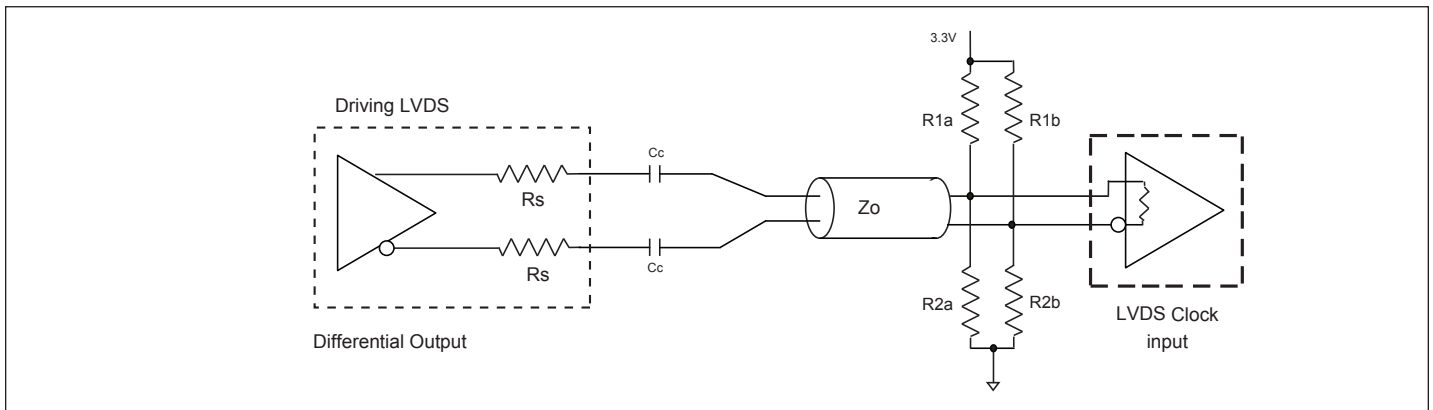 3.3V
Driving LVDS
R1a
R1b
Cc
Rs
Zo
Rs
Cc
R2a
R2b
LVDS Clock
input
Differential Output